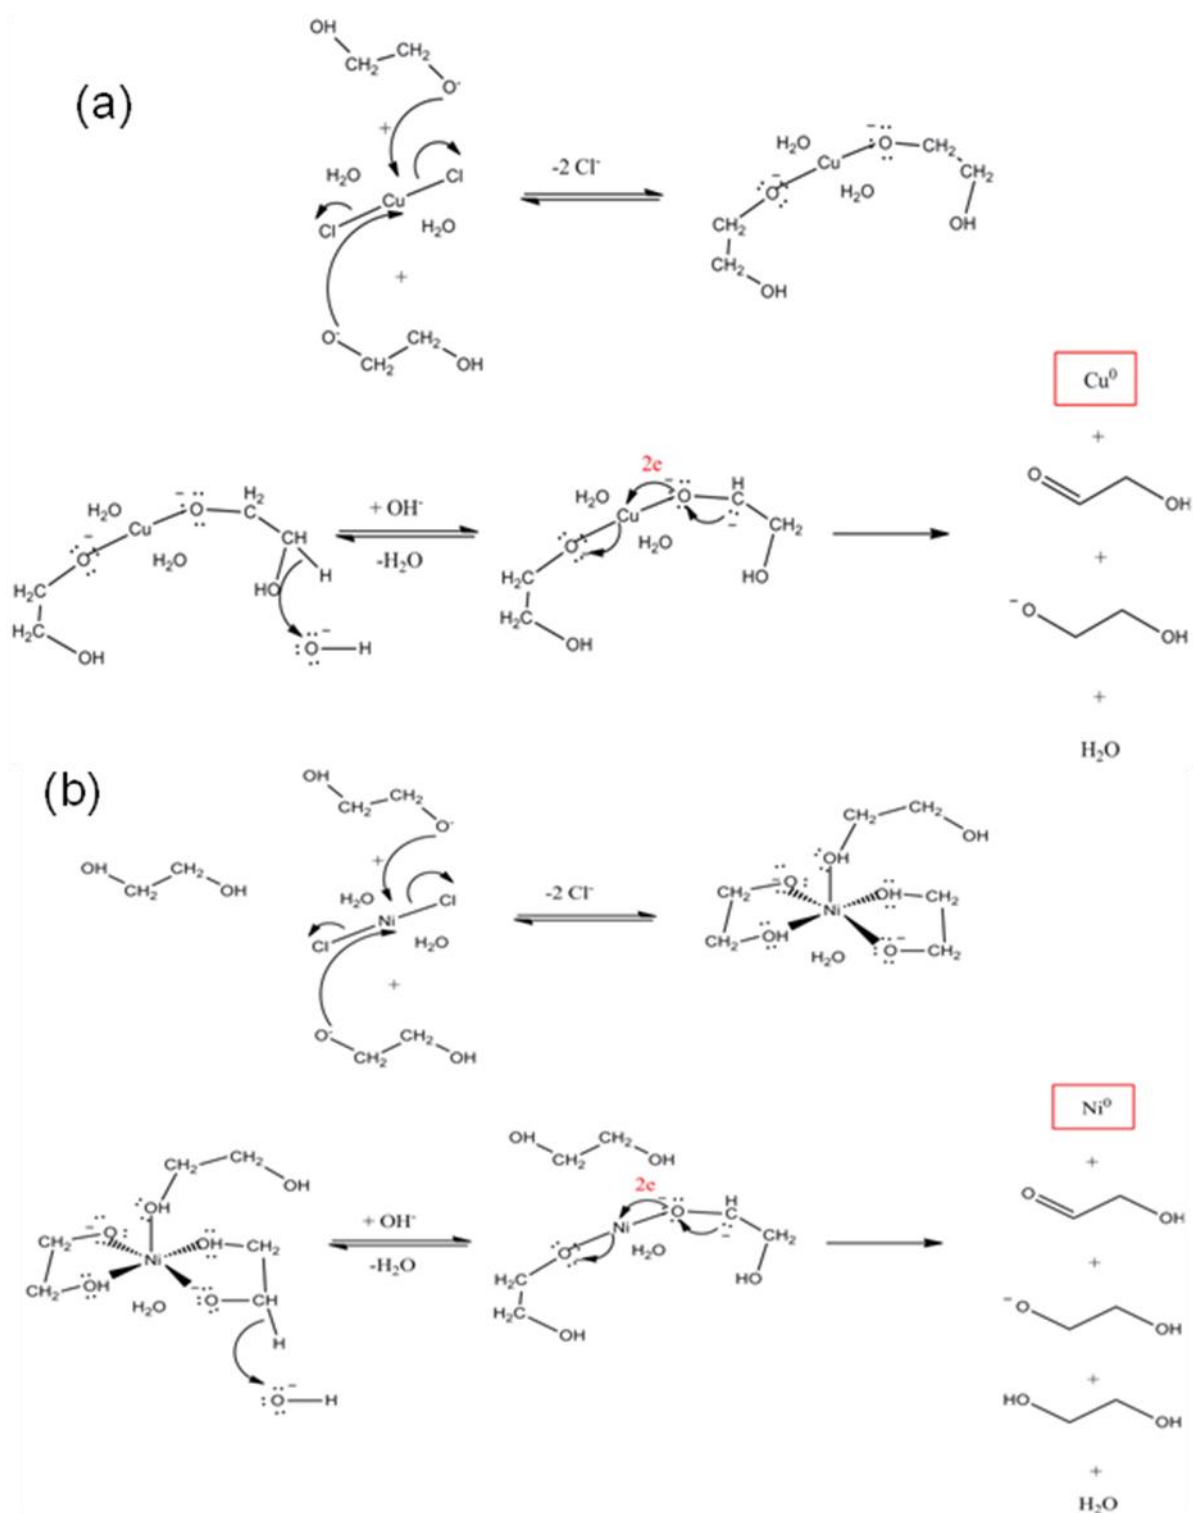 (a)
OH
CH2
CH2
O-
+
H2O
Cl
Cu
Cl
H2O
+
O-
CH2
CH2
OH
-2 Cl-
H2O
Cu
O
CH2
CH2
OH
H2O
O
CH2
CH2
OH
H2O
Cu
O
H2
C
CH
H
HO
H2O
O
H2C
H2C
OH
O
H
+ OH-
-H2O
2e
H2O
Cu
O
H
C
CH2
HO
H2O
O
H2C
H2C
OH
Cu0
+
O
OH
+
-O
OH
+
H2O
(b)
OH
CH2
CH2
OH
OH
CH2
CH2
O-
+
H2O
Cl
Ni
Cl
H2O
+
O-
CH2
CH2
OH
-2 Cl-
CH2
CH2
OH
OH
CH2
O
OH
CH2
Ni
CH2
OH
H2O
O
CH2
CH2
CH2
OH
OH
CH2
O
OH
CH2
Ni
CH2
OH
H2O
O
CH
H
O
H
+ OH-
-H2O
OH
CH2
CH2
OH
2e
Ni
O
H
C
CH2
HO
H2O
O
H2C
H2C
OH
Ni0
+
O
OH
+
-O
OH
+
HO
OH
+
H2O